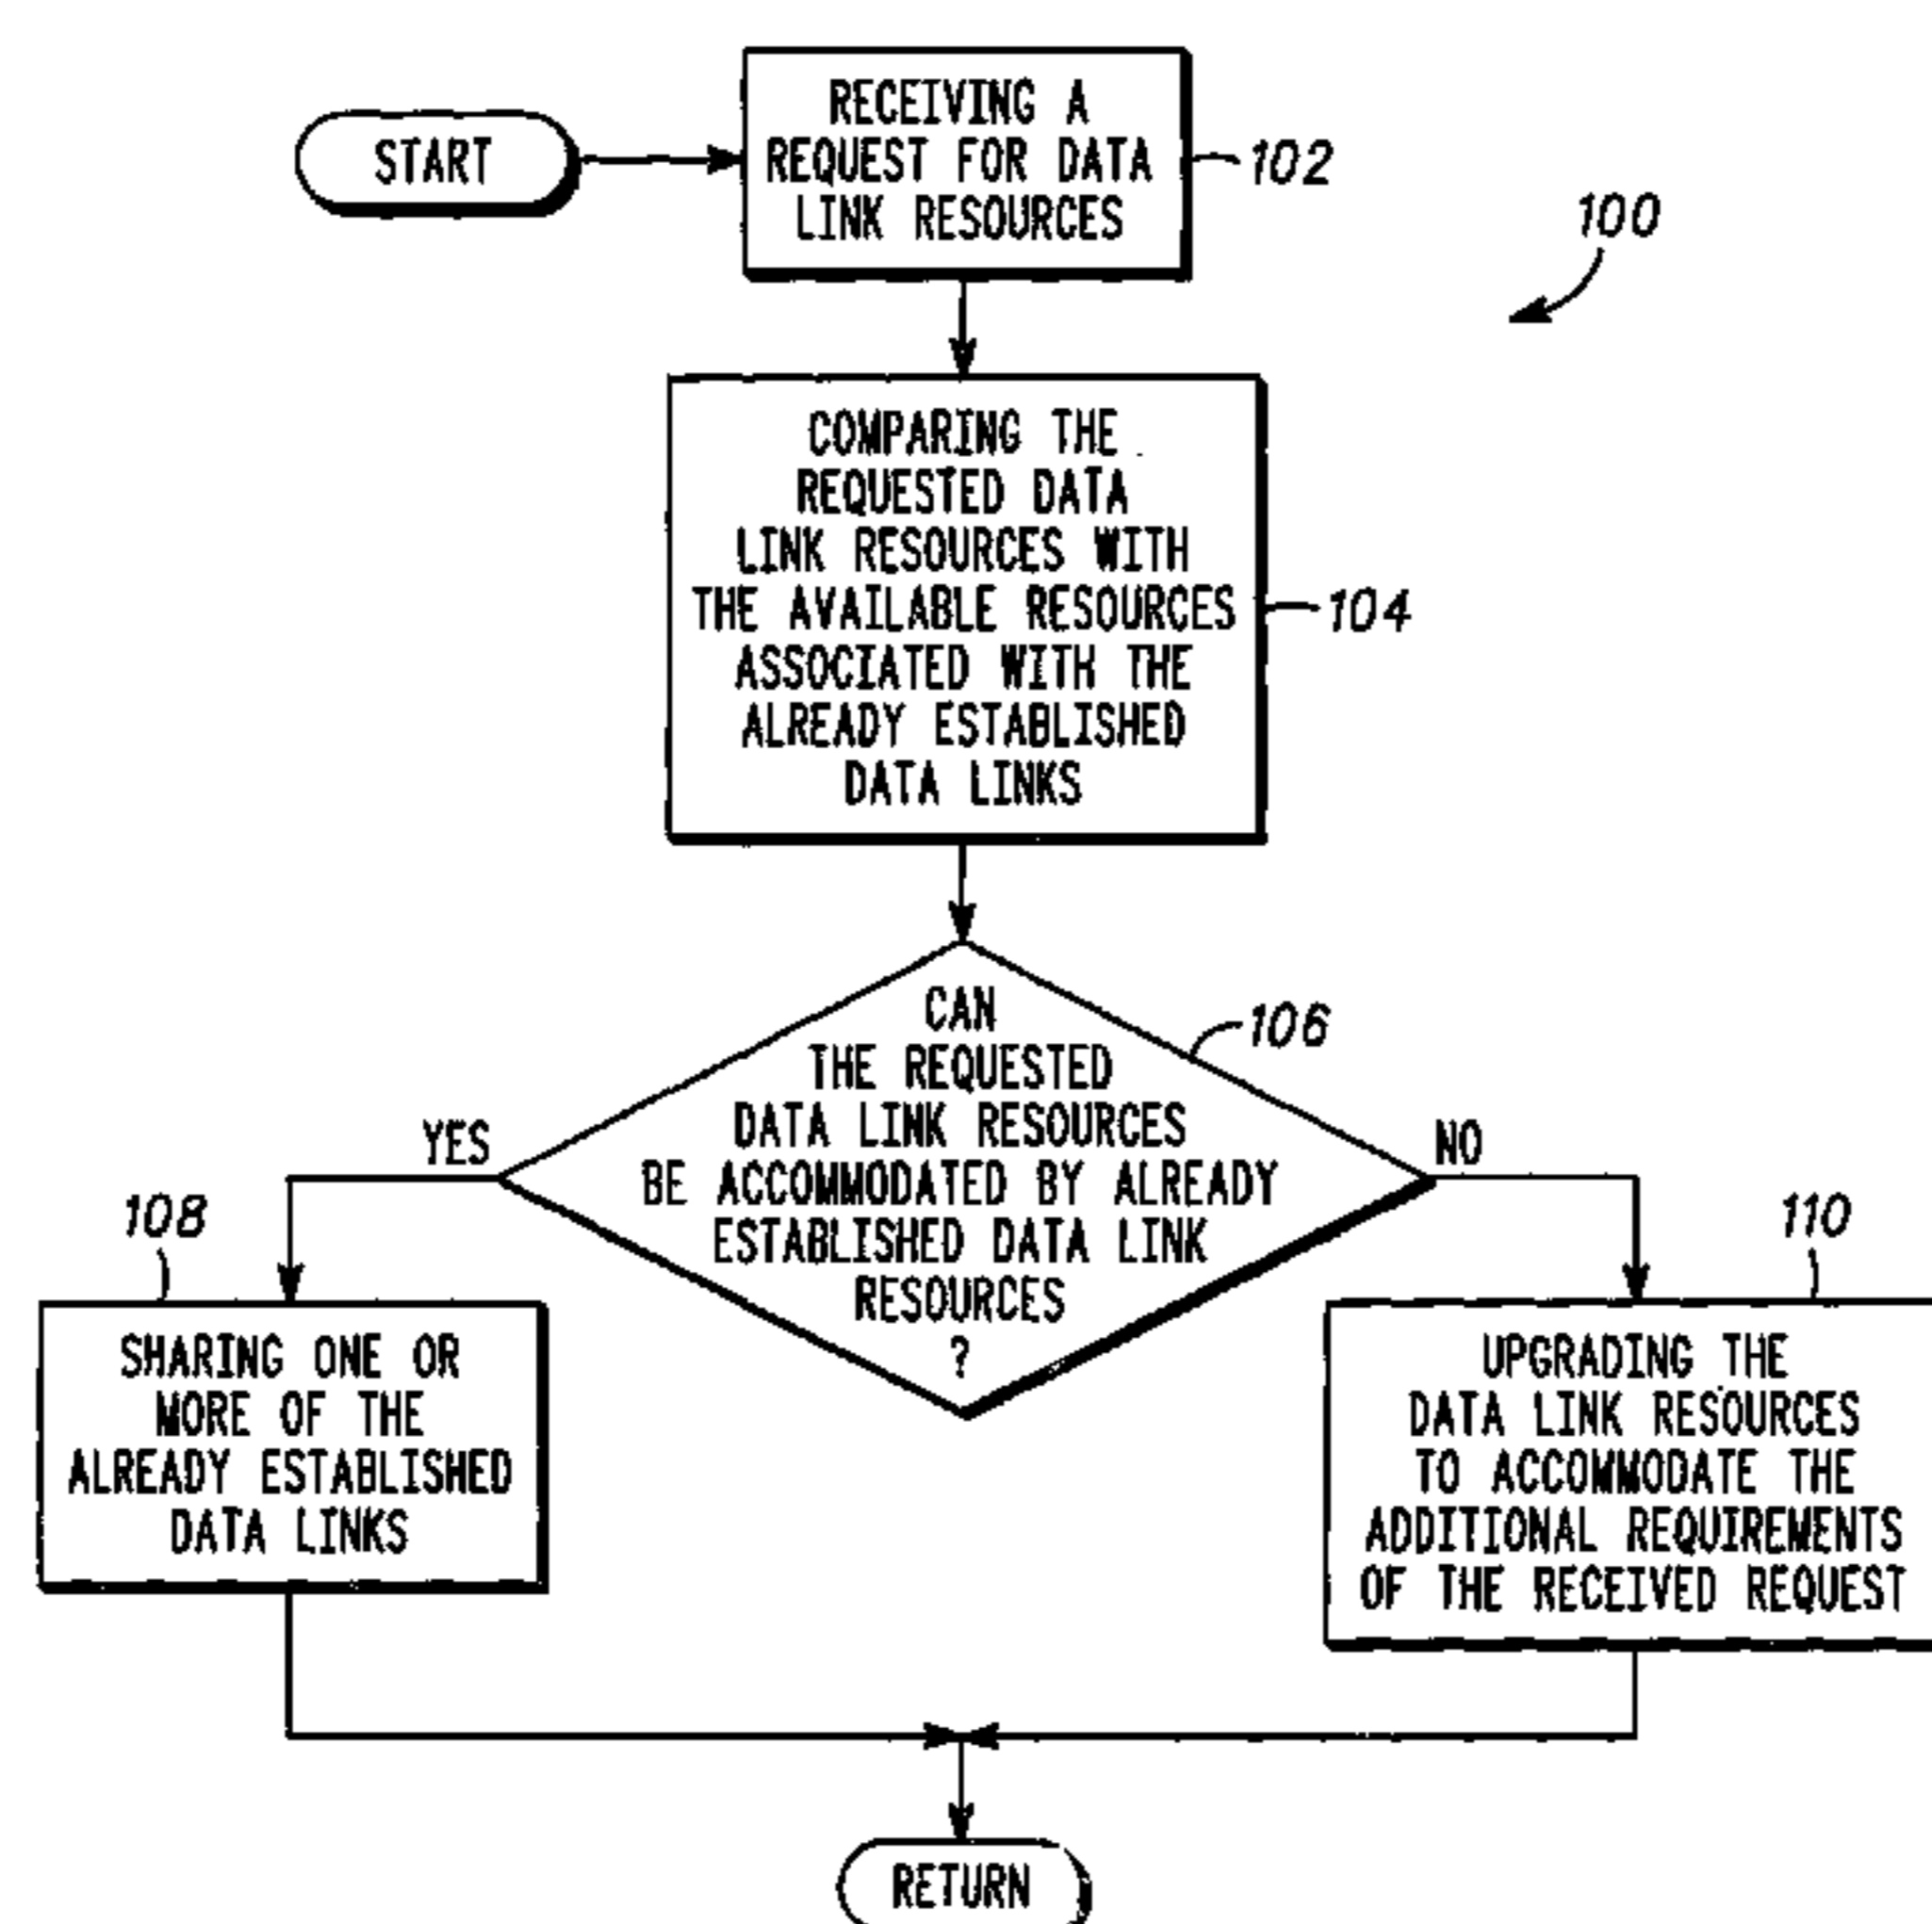 START
RECEIVING A
REQUEST FOR DATA
LINK RESOURCES
102
100
COMPARING THE
REQUESTED DATA
LINK RESOURCES WITH
THE AVAILABLE RESOURCES
ASSOCIATED WITH THE
ALREADY ESTABLISHED
DATA LINKS
104
CAN
THE REQUESTED
DATA LINK RESOURCES
BE ACCOMMODATED BY ALREADY
ESTABLISHED DATA LINK
RESOURCES
?
106
YES
NO
108
SHARING ONE OR
MORE OF THE
ALREADY ESTABLISHED
DATA LINKS
110
UPGRADING THE
DATA LINK RESOURCES
TO ACCOMMODATE THE
ADDITIONAL REQUIREMENTS
OF THE RECEIVED REQUEST
RETURN